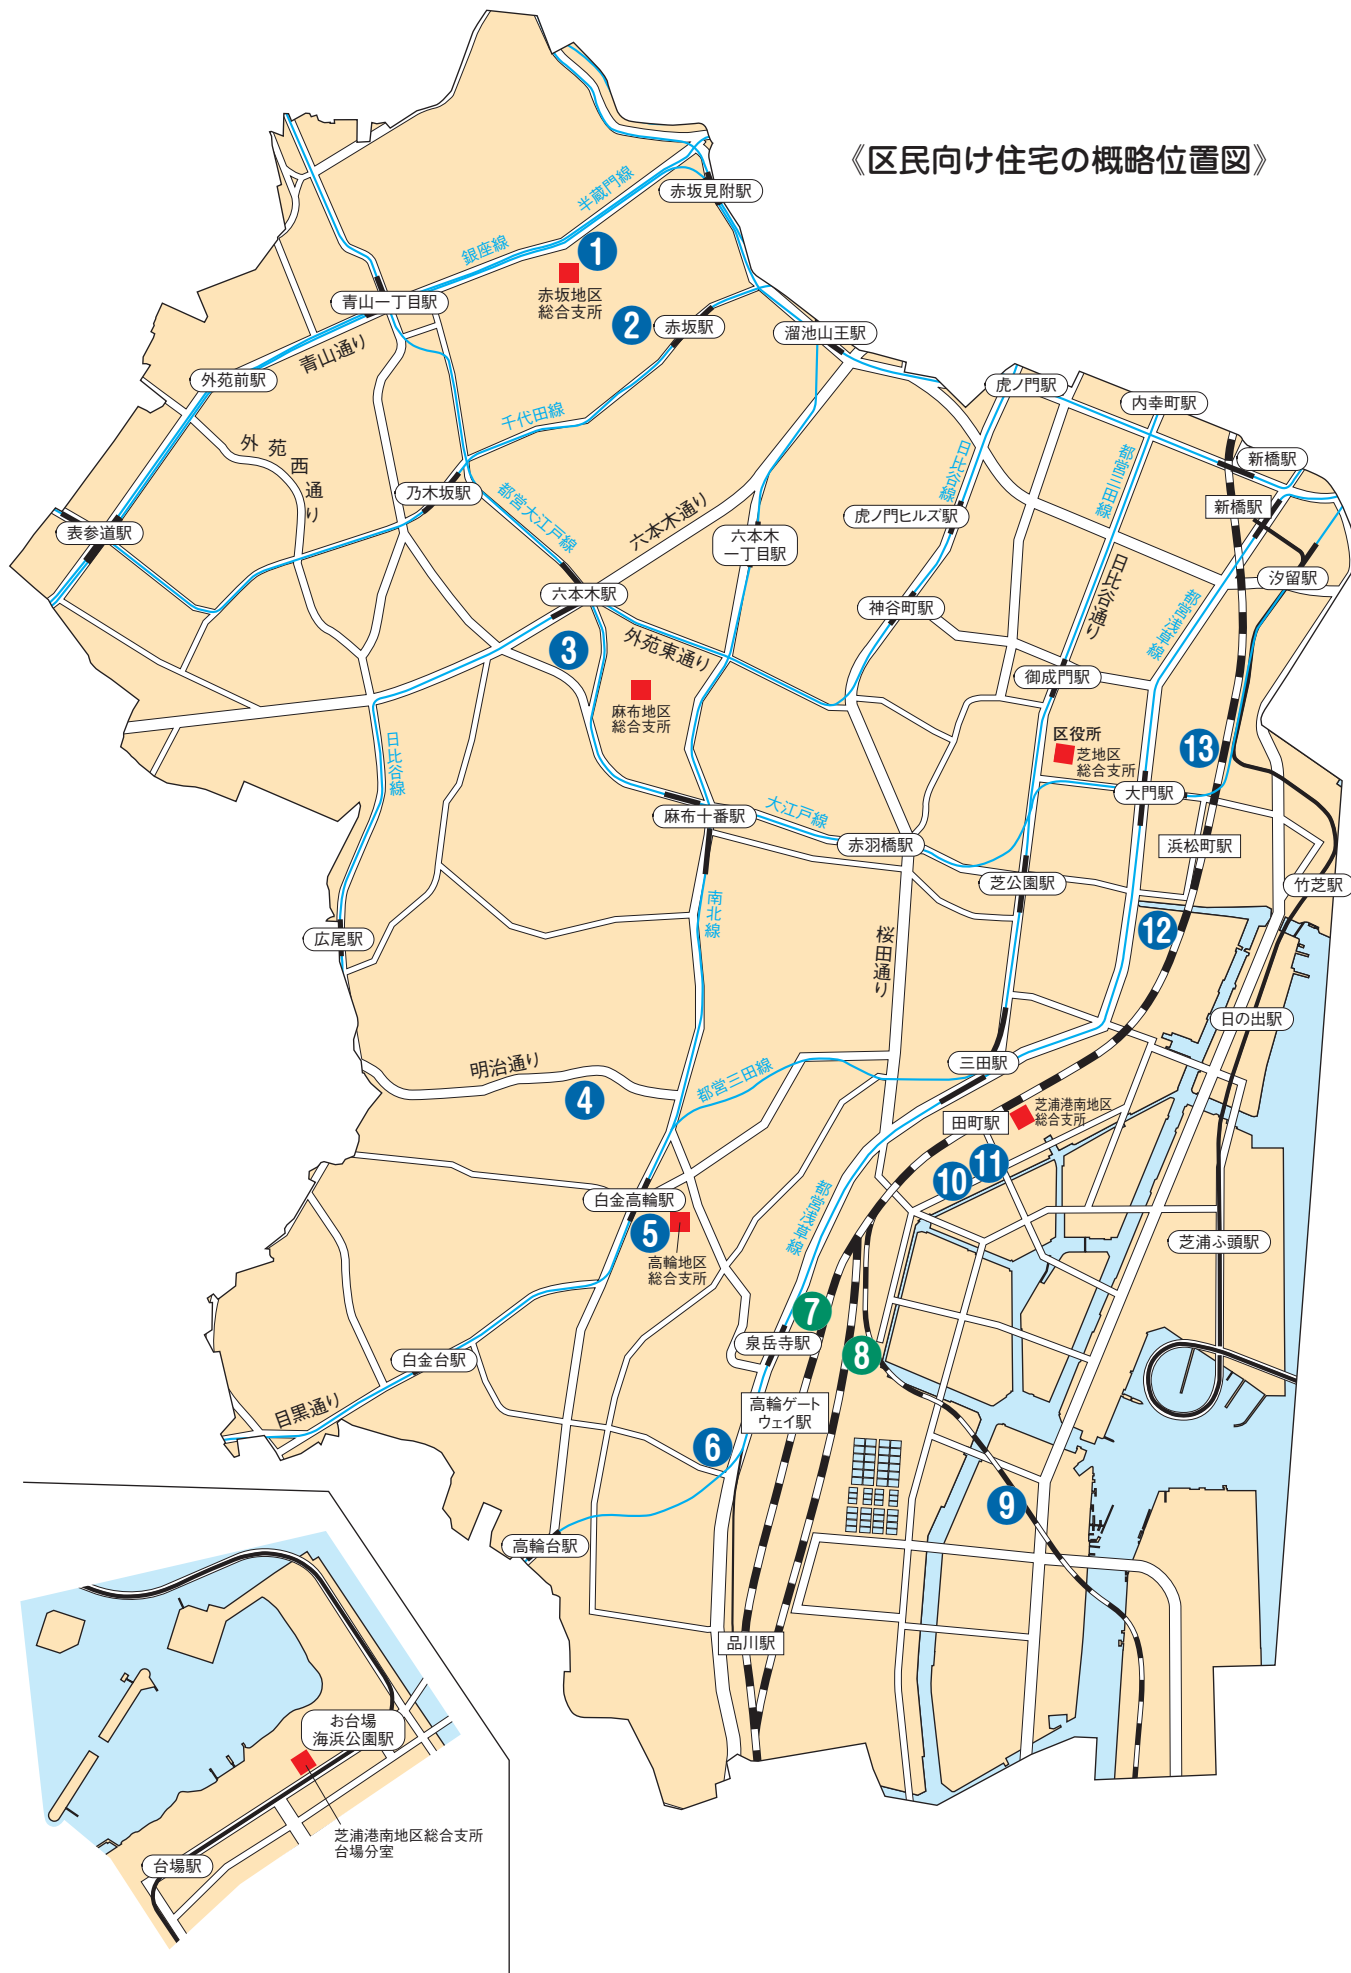 《区民向け住宅の概略位置図》
半蔵門線
赤坂見附駅
銀座線
1
赤坂地区
総合支所
青山一丁目駅
2
赤坂駅
溜池山王駅
青山通り
外苑前駅
虎ノ門駅
内幸町駅
千代田線
外苑西通り
日比谷線
都営三田線
新橋駅
乃木坂駅
都営大江戸線
六本木通り
虎ノ門ヒルズ駅
新橋駅
表参道駅
六本木
一丁目駅
日比谷通り
汐留駅
六本木駅
神谷町駅
都営浅草線
外苑東通り
3
御成門駅
麻布地区
総合支所
区役所
芝地区
総合支所
13
日比谷線
大門駅
麻布十番駅
大江戸線
赤羽橋駅
浜松町駅
芝公園駅
竹芝駅
南北線
広尾駅
桜田通り
12
日の出駅
明治通り
都営三田線
三田駅
4
田町駅
芝浦港南地区
総合支所
11
10
白金高輪駅
都営浅草線
5
高輪地区
総合支所
芝浦ふ頭駅
7
泉岳寺駅
8
白金台駅
高輪ゲート
ウェイ駅
目黒通り
6
9
高輪台駅
品川駅
お台場
海浜公園駅
芝浦港南地区総合支所
台場分室
台場駅